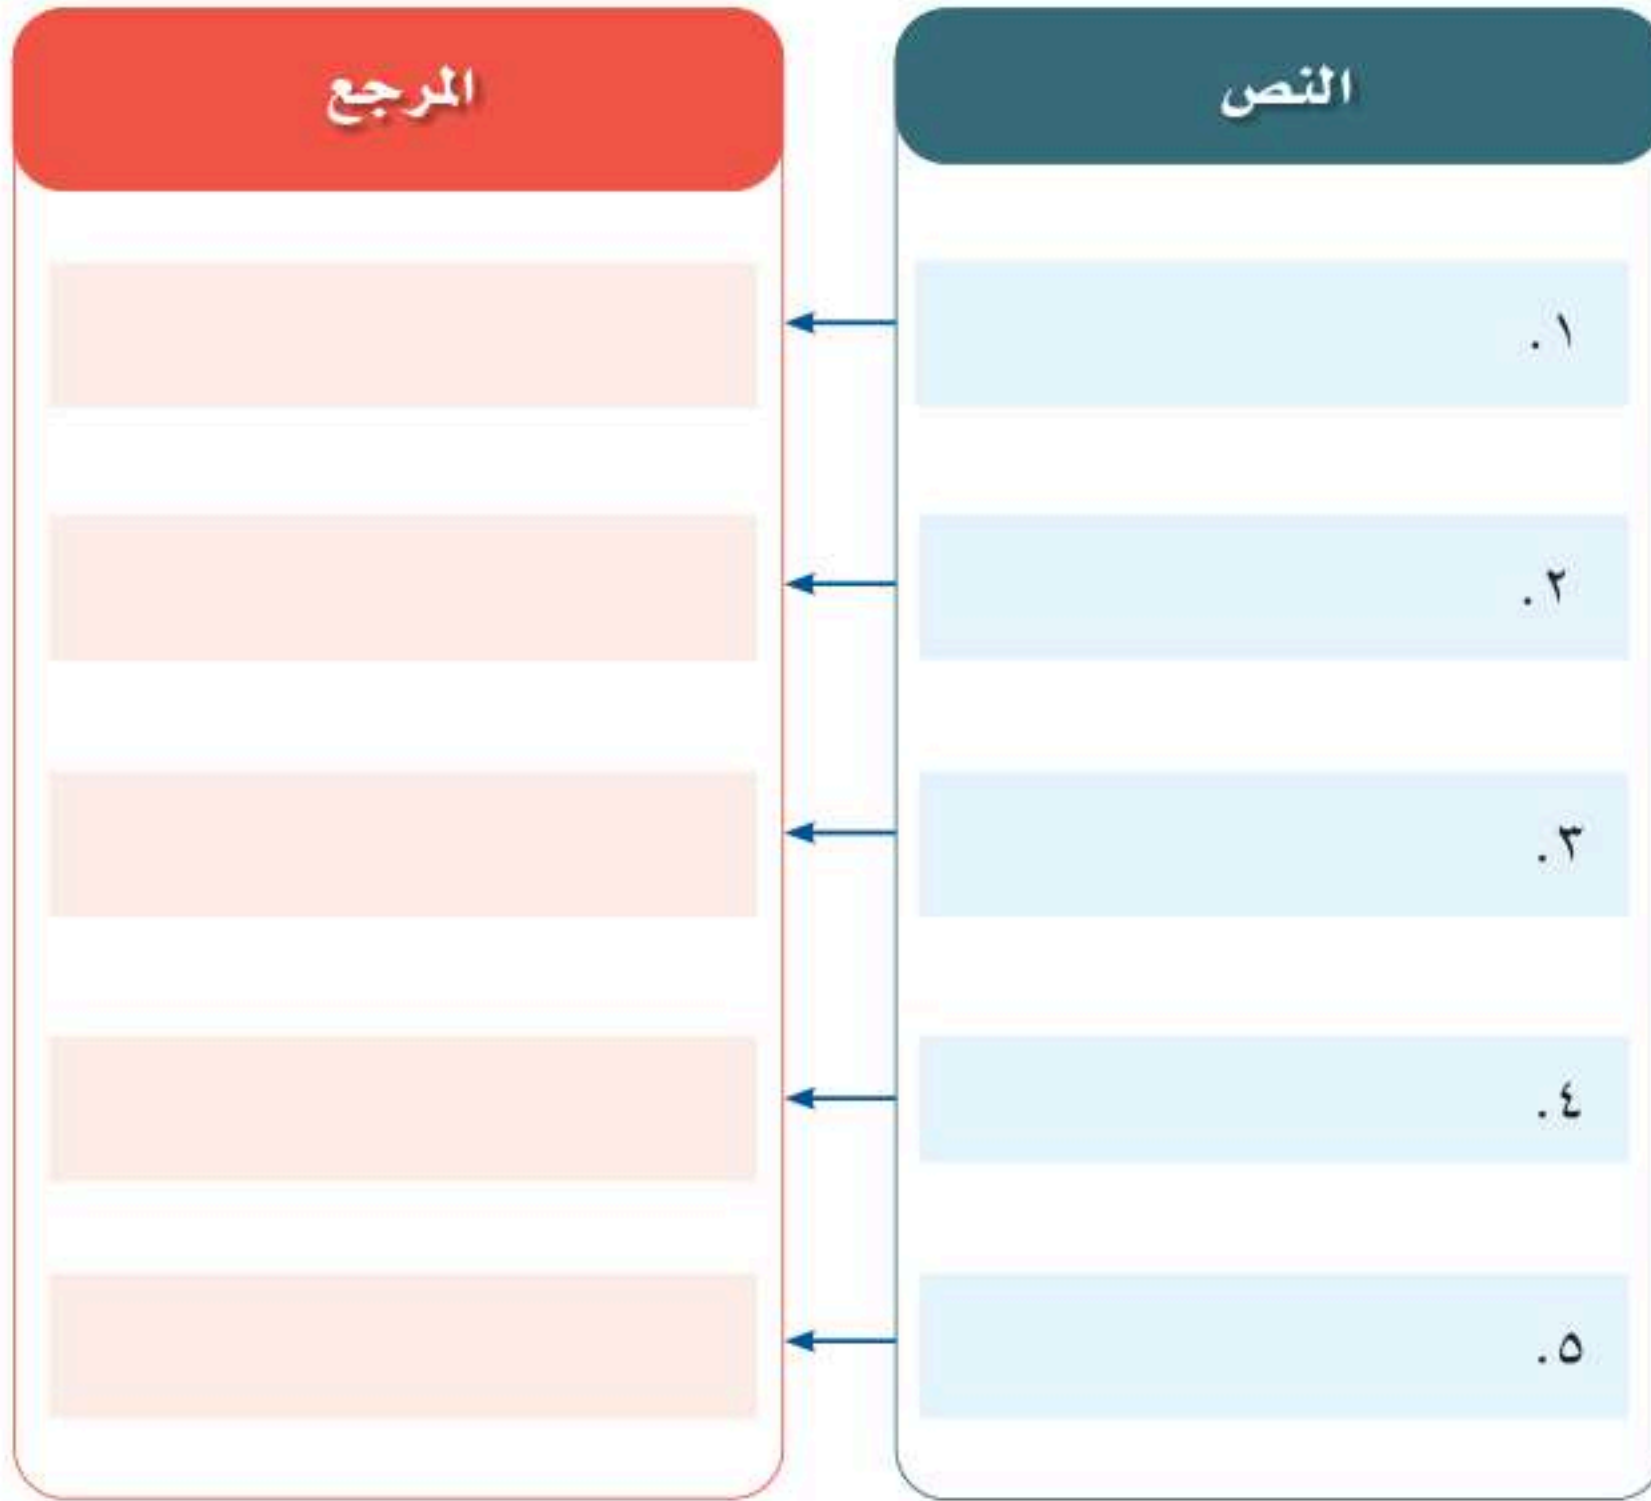 النص
المرجع
١.
٢.
٣.
٤.
٥.